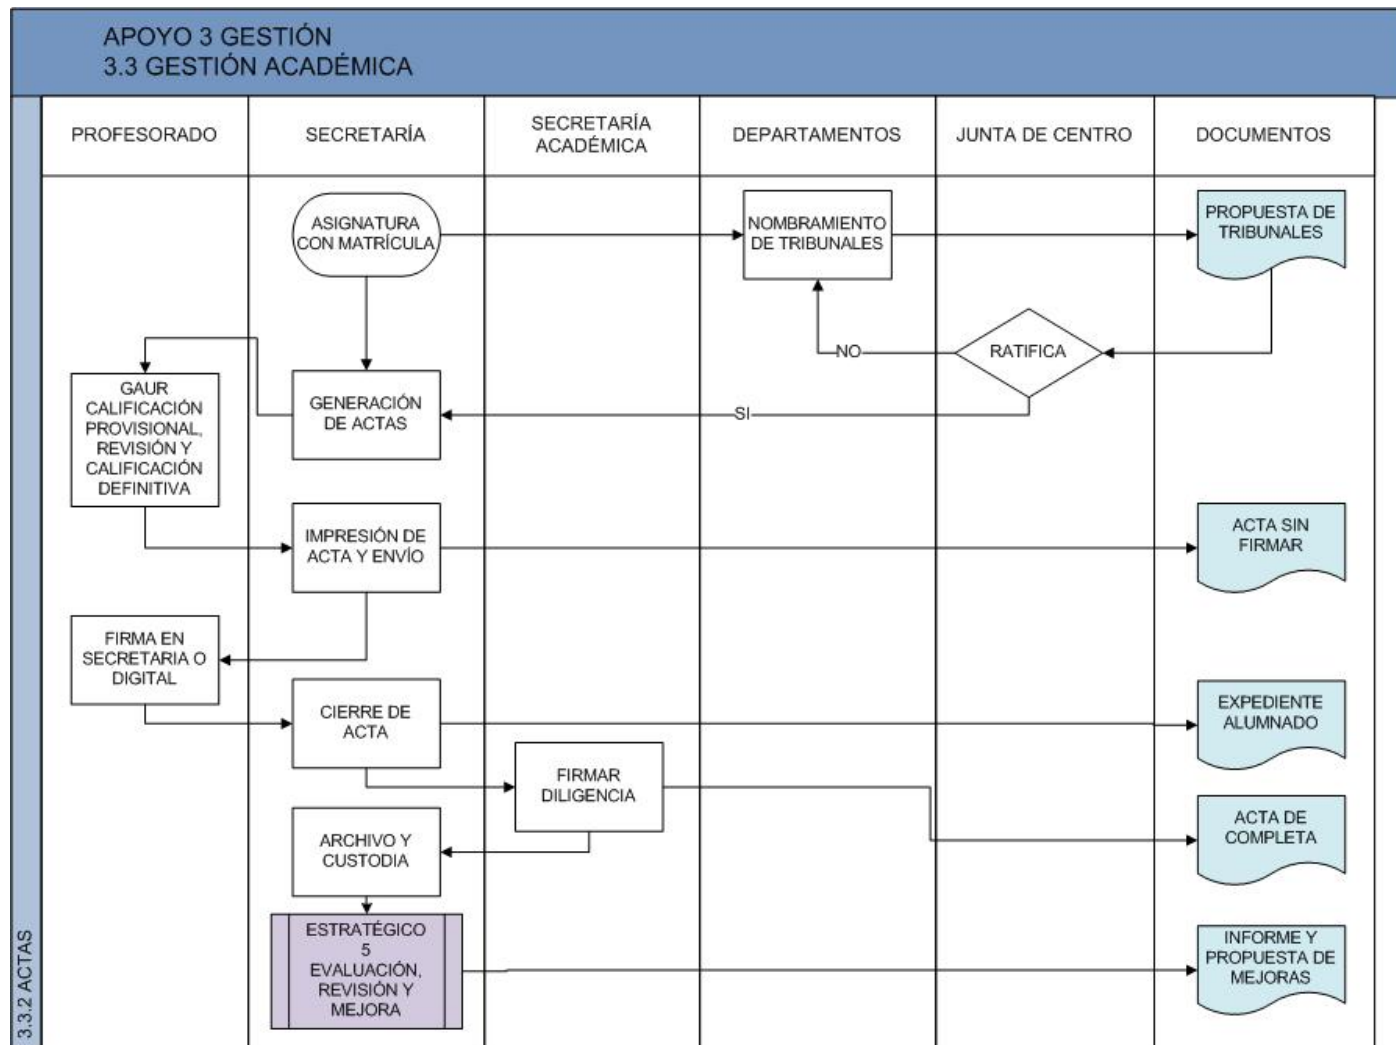 APOYO 3 GESTIÓN
3.3 GESTIÓN ACADÉMICA
PROFESORADO
SECRETARÍA
SECRETARÍA
ACADÉMICA
DEPARTAMENTOS
JUNTA DE CENTRO
DOCUMENTOS
ASIGNATURA
CON MATRÍCULA
NOMBRAMIENTO
DE TRIBUNALES
PROPUESTA DE
TRIBUNALES
RATIFICA
NO
SI
GENERACIÓN
DE ACTAS
GAUR
CALIFICACIÓN
PROVISIONAL,
REVISIÓN Y
CALIFICACIÓN
DEFINITIVA
IMPRESIÓN DE
ACTA Y ENVÍO
ACTA SIN
FIRMAR
FIRMA EN
SECRETARIA O
DIGITAL
CIERRE DE
ACTA
EXPEDIENTE
ALUMNADO
FIRMAR
DILIGENCIA
ARCHIVO Y
CUSTODIA
ACTA DE
COMPLETA
ESTRATÉGICO
5
EVALUACIÓN,
REVISIÓN Y
MEJORA
INFORME Y
PROPUESTA DE
MEJORAS
3.3.2 ACTAS